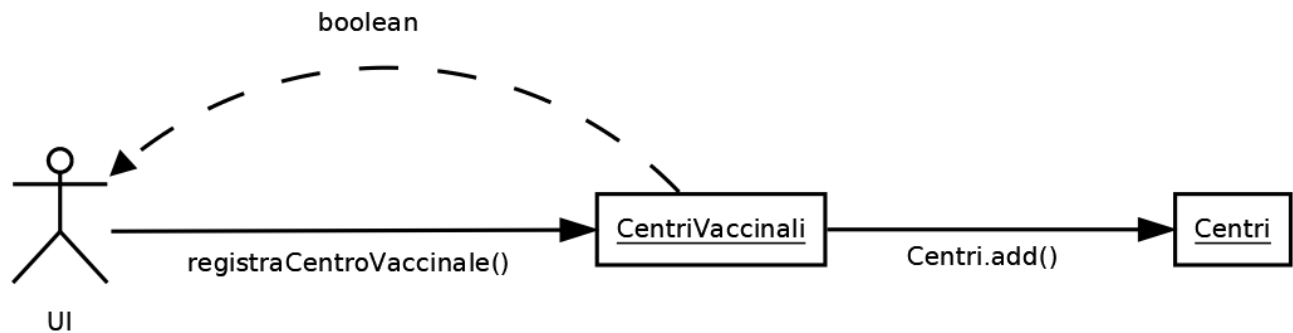 boolean
CentriVaccinali
Centri
registraCentroVaccinale()
Centri.add()
UI